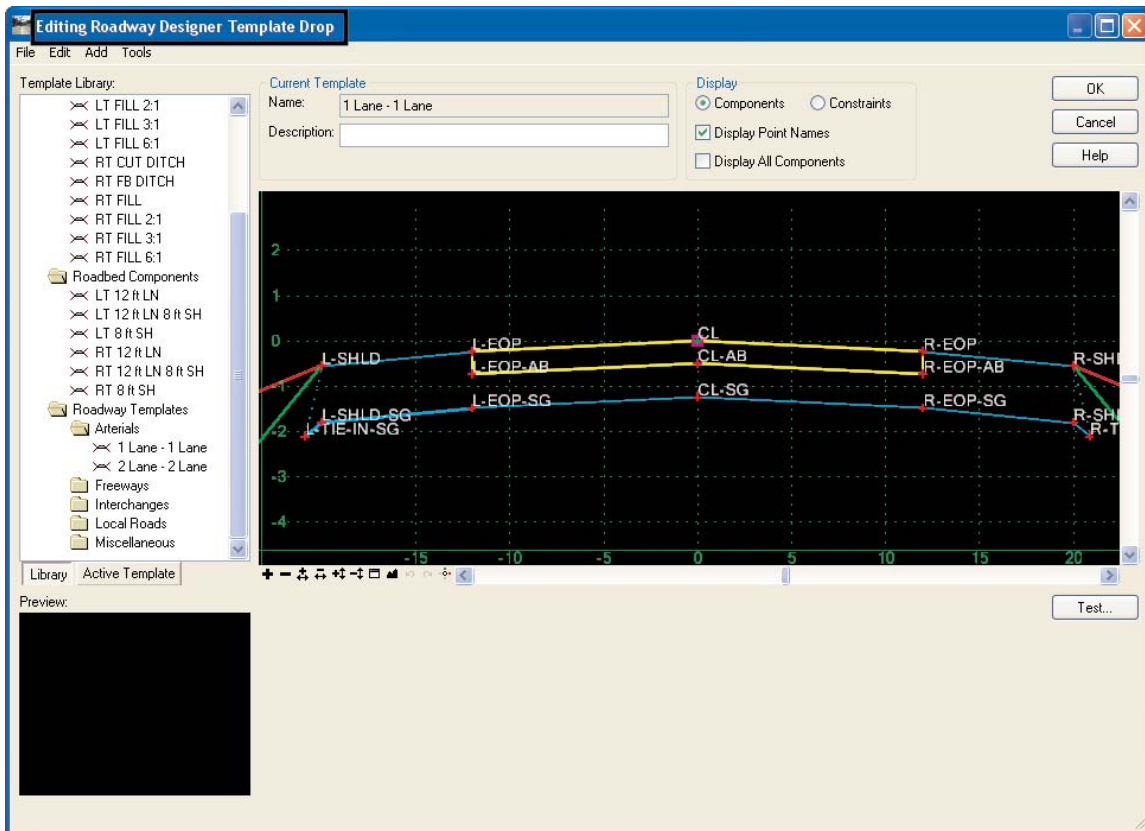 Editing Roadway Designer Template Drop
File Edit Add Tools
Template Library:
LT FILL 2:1
LT FILL 3:1
LT FILL 6:1
RT CUT DITCH
RT FB DITCH
RT FILL
RT FILL 2:1
RT FILL 3:1
RT FILL 6:1
Roadbed Components
LT 12 ft LN
LT 12 ft LN 8 ft SH
LT 8 ft SH
RT 12 ft LN
RT 12 ft LN 8 ft SH
RT 8 ft SH
Roadway Templates
Arterials
1 Lane - 1 Lane
2 Lane - 2 Lane
Freeways
Interchanges
Local Roads
Miscellaneous
Library Active Template
Preview:
Current Template
Name: 1 Lane - 1 Lane
Description:
Display
Components Constraints
Display Point Names
Display All Components
OK
Cancel
Help
2
1
0
-1
-2
-3
-4
CL
L-SHLD L-EOP R-EOP R-SHI
L-EOP-AB CL-AB R-EOP-AB
CL-SG
L-SHLD-SG L-EOP-SG R-EOP-SG R-SHI
L-TIE-IN-SG R-T
-15 -10 -5 0 5 10 15 20
Test...